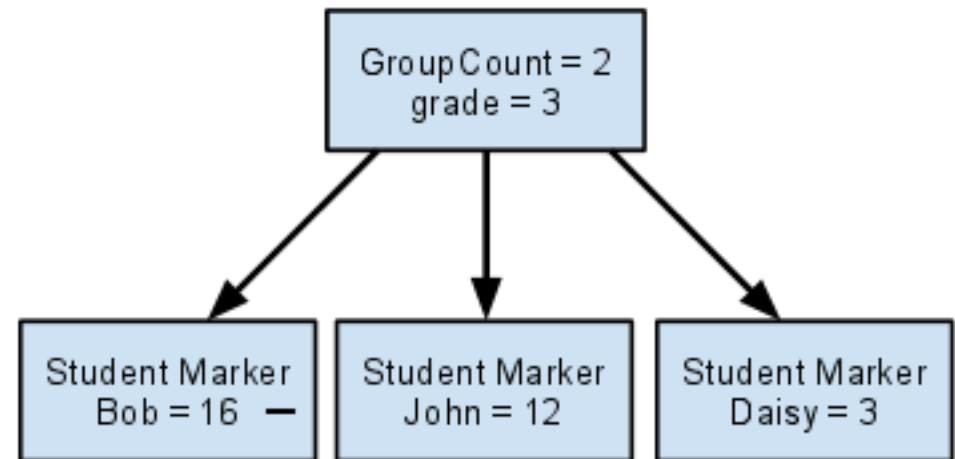 GroupCount = 2
grade = 3
Student Marker
Bob = 16 –
Student Marker
John = 12
Student Marker
Daisy = 3